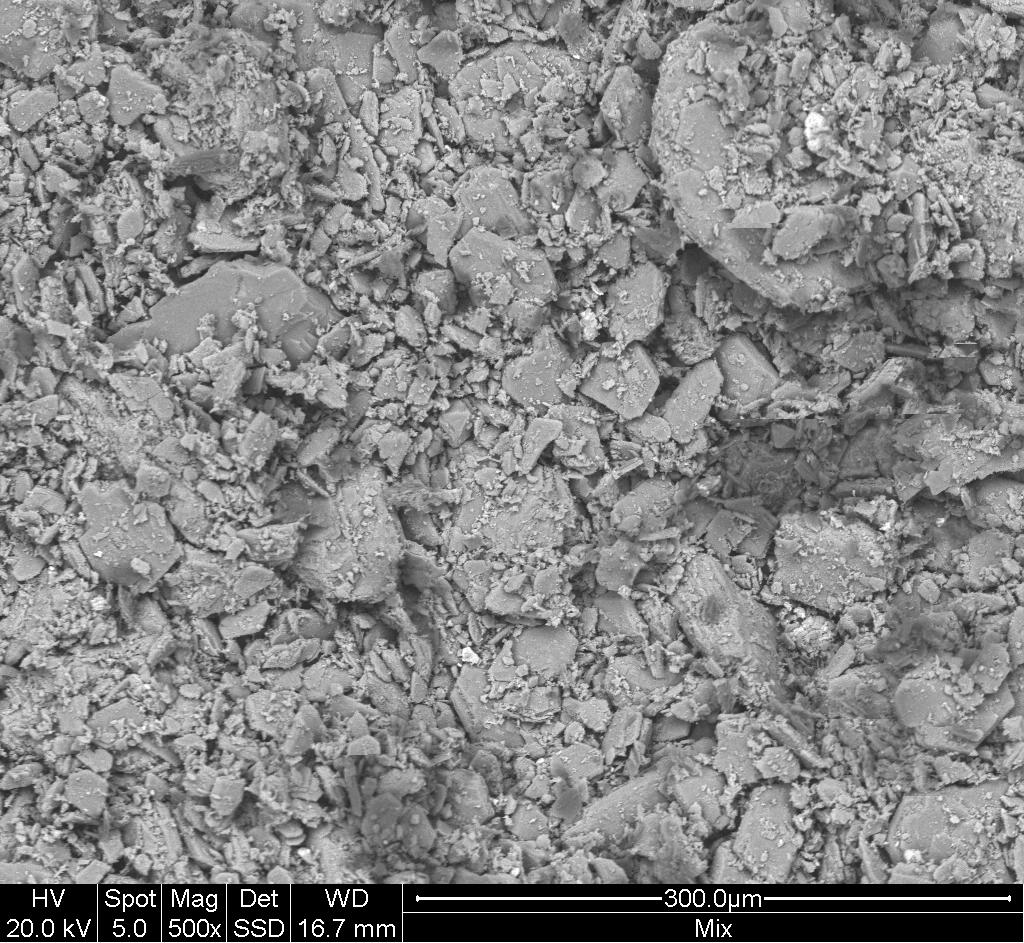 HV Spot Mag Det WD 300.0μm
20.0 kV 5.0 500x SSD 16.7 mm Mix